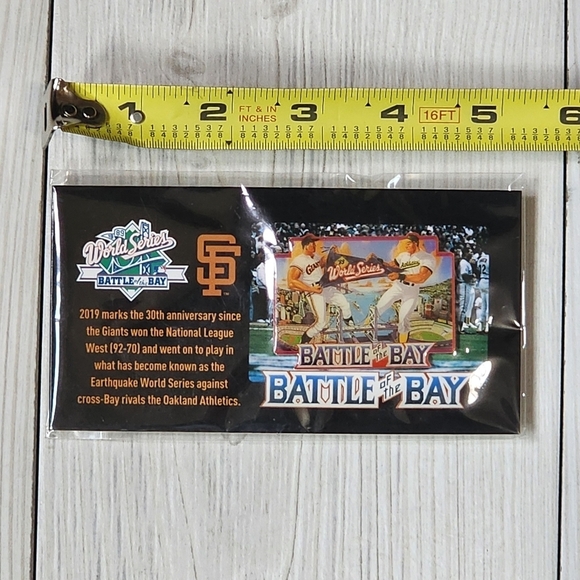 1 2 FT & IN INCHES 3 4 16FT 5 6
World Series
BATTLE of the BAY
SF
2019 marks the 30th anniversary since
the Giants won the National League
West (92-70) and went on to play in
what has become known as the
Earthquake World Series against
cross-Bay rivals the Oakland Athletics.
Giants
World Series
BATTLE OF THE BAY
BATTLE OF THE BAY